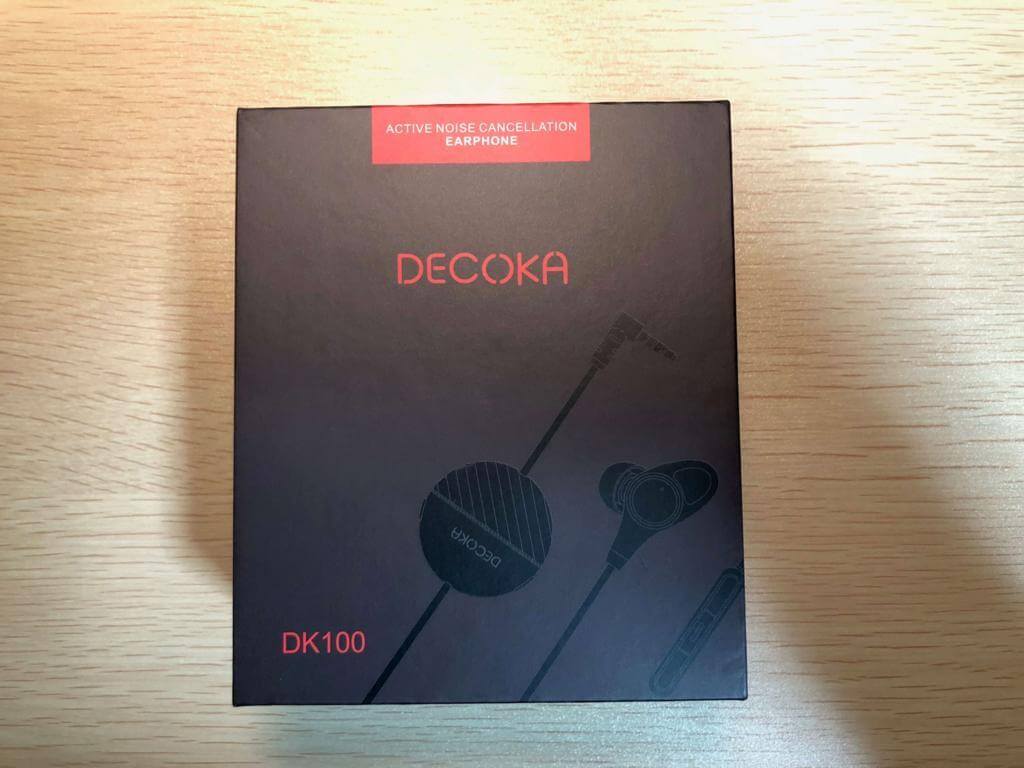 ACTIVE NOISE CANCELLATION
EARPHONE
DECOKA
DECOKA
DK100